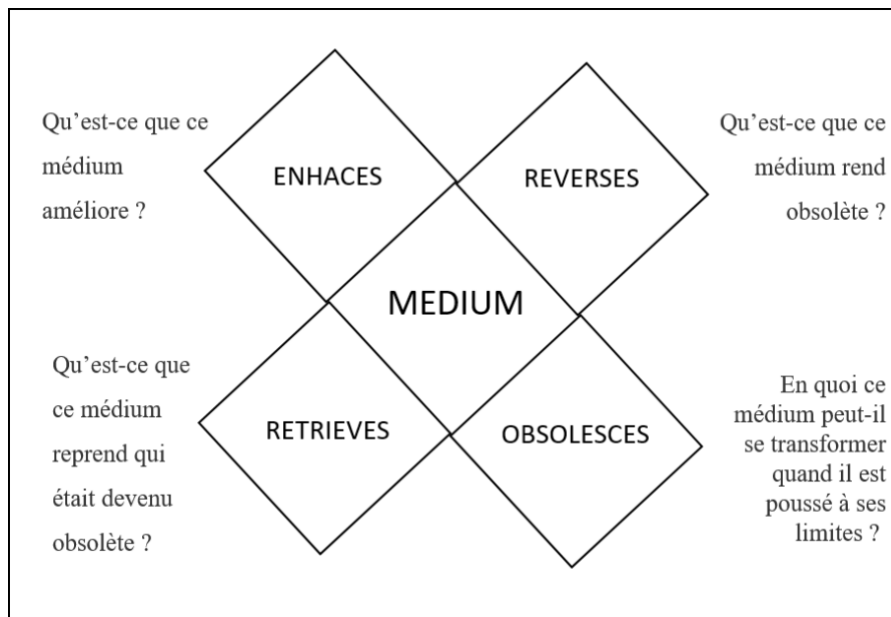 Qu’est-ce que ce
médium
améliore ?
ENHACES
REVERSES
Qu’est-ce que ce
médium rend
obsolète ?
MEDIUM
Qu’est-ce que
ce médium
reprend qui
était devenu
obsolète ?
RETRIEVES
OBSOLESCES
En quoi ce
médium peut-il
se transformer
quand il est
poussé à ses
limites ?